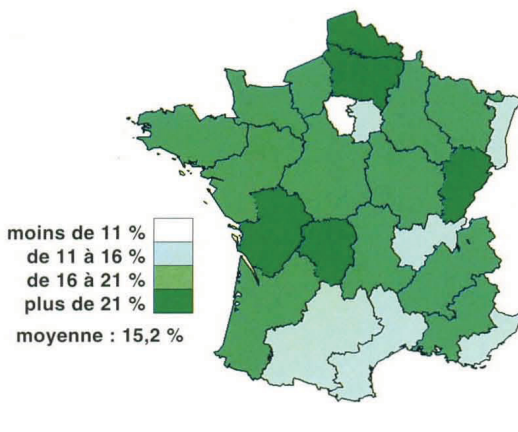 moins de 11 %
de 11 à 16 %
de 16 à 21 %
plus de 21 %
moyenne : 15,2 %